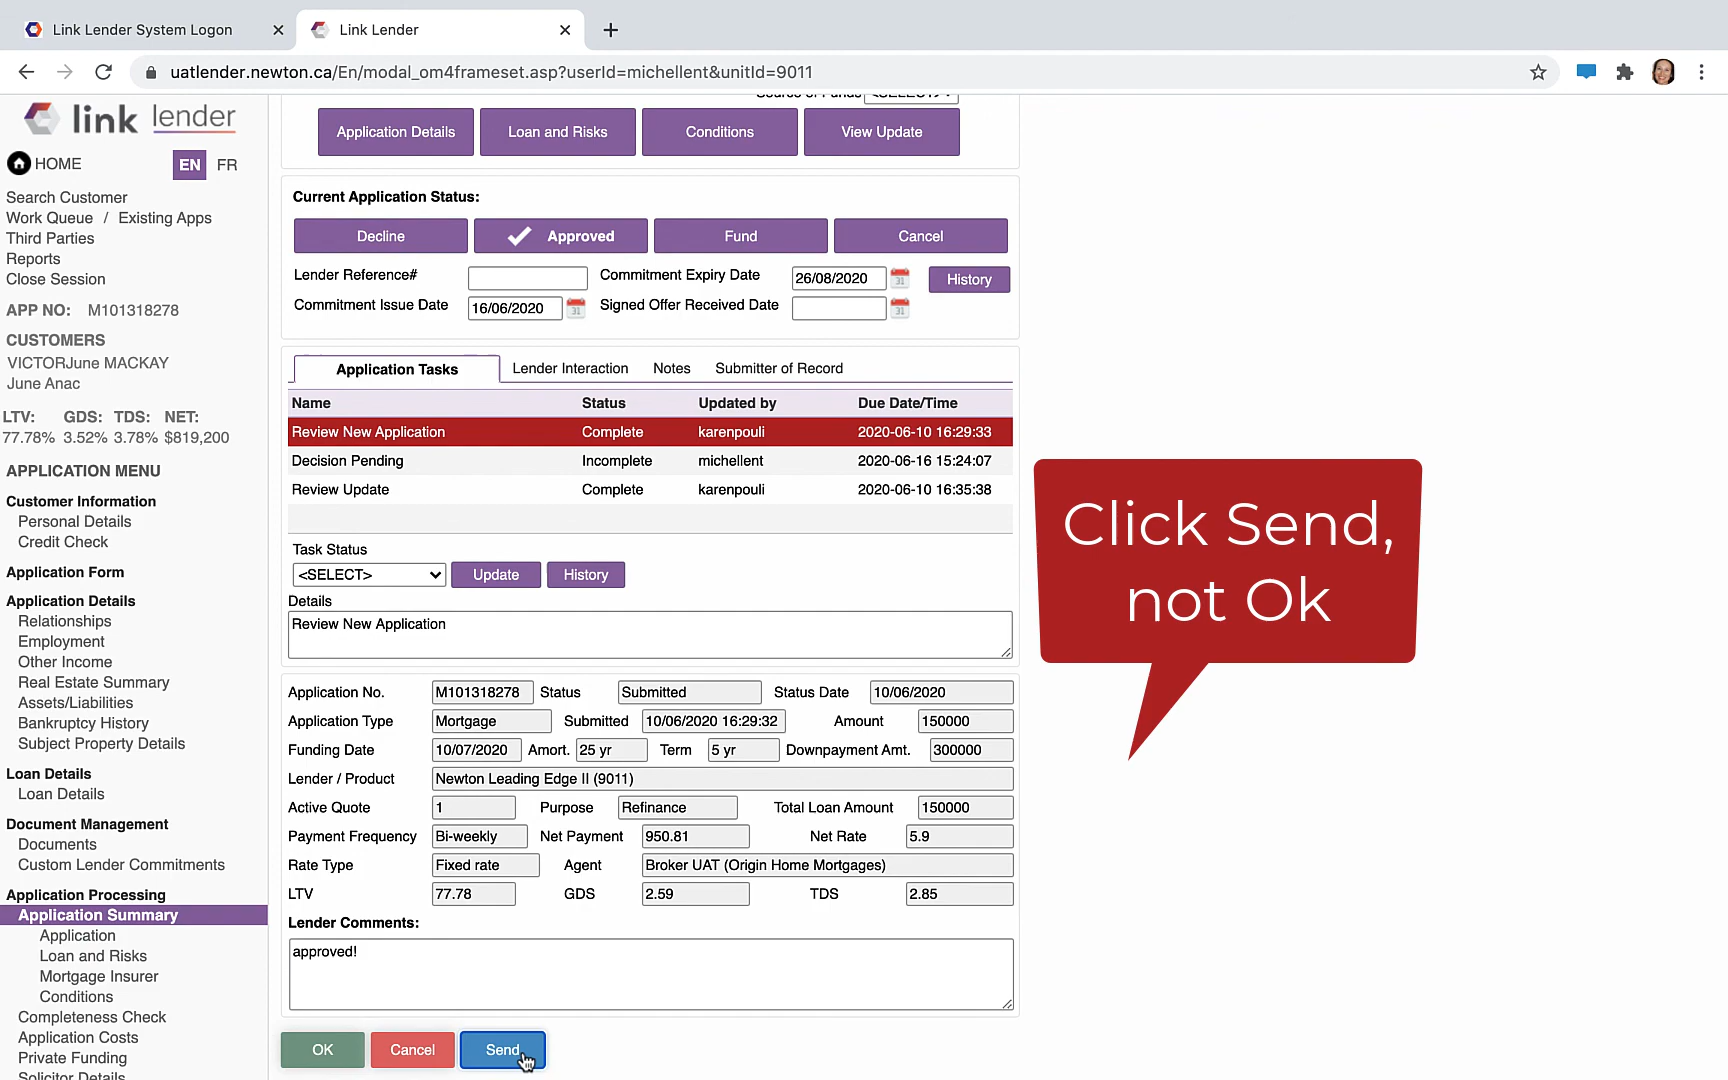 Link Lender System Logon
Link Lender
uatlender.newton.ca/En/modal_om4frameset.asp?userId=michellent&unitId=9011
link lender
HOME EN FR
Search Customer
Work Queue / Existing Apps
Third Parties
Reports
Close Session
APP NO: M101318278
CUSTOMERS
VICTORJune MACKAY
June Anac
LTV: GDS: TDS: NET:
77.78% 3.52% 3.78% $819,200
APPLICATION MENU
Customer Information
Personal Details
Credit Check
Application Form
Application Details
Relationships
Employment
Other Income
Real Estate Summary
Assets/Liabilities
Bankruptcy History
Subject Property Details
Loan Details
Loan Details
Document Management
Documents
Custom Lender Commitments
Application Processing
Application Summary
Application
Loan and Risks
Mortgage Insurer
Conditions
Completeness Check
Application Costs
Private Funding
Solicitor Details
Source of Funds <SELECT>
Application Details Loan and Risks Conditions View Update
Current Application Status:
Decline Approved Fund Cancel
Lender Reference# Commitment Expiry Date 26/08/2020 31 History
Commitment Issue Date 16/06/2020 31 Signed Offer Received Date 31
Application Tasks Lender Interaction Notes Submitter of Record
Name Status Updated by Due Date/Time
Review New Application Complete karenpouli 2020-06-10 16:29:33
Decision Pending Incomplete michellent 2020-06-16 15:24:07
Review Update Complete karenpouli 2020-06-10 16:35:38
Task Status
<SELECT> Update History
Details
Review New Application
Application No. M101318278 Status Submitted Status Date 10/06/2020
Application Type Mortgage Submitted 10/06/2020 16:29:32 Amount 150000
Funding Date 10/07/2020 Amort. 25 yr Term 5 yr Downpayment Amt. 300000
Lender / Product Newton Leading Edge II (9011)
Active Quote 1 Purpose Refinance Total Loan Amount 150000
Payment Frequency Bi-weekly Net Payment 950.81 Net Rate 5.9
Rate Type Fixed rate Agent Broker UAT (Origin Home Mortgages)
LTV 77.78 GDS 2.59 TDS 2.85
Lender Comments:
approved!
OK Cancel Send
Click Send,
not Ok